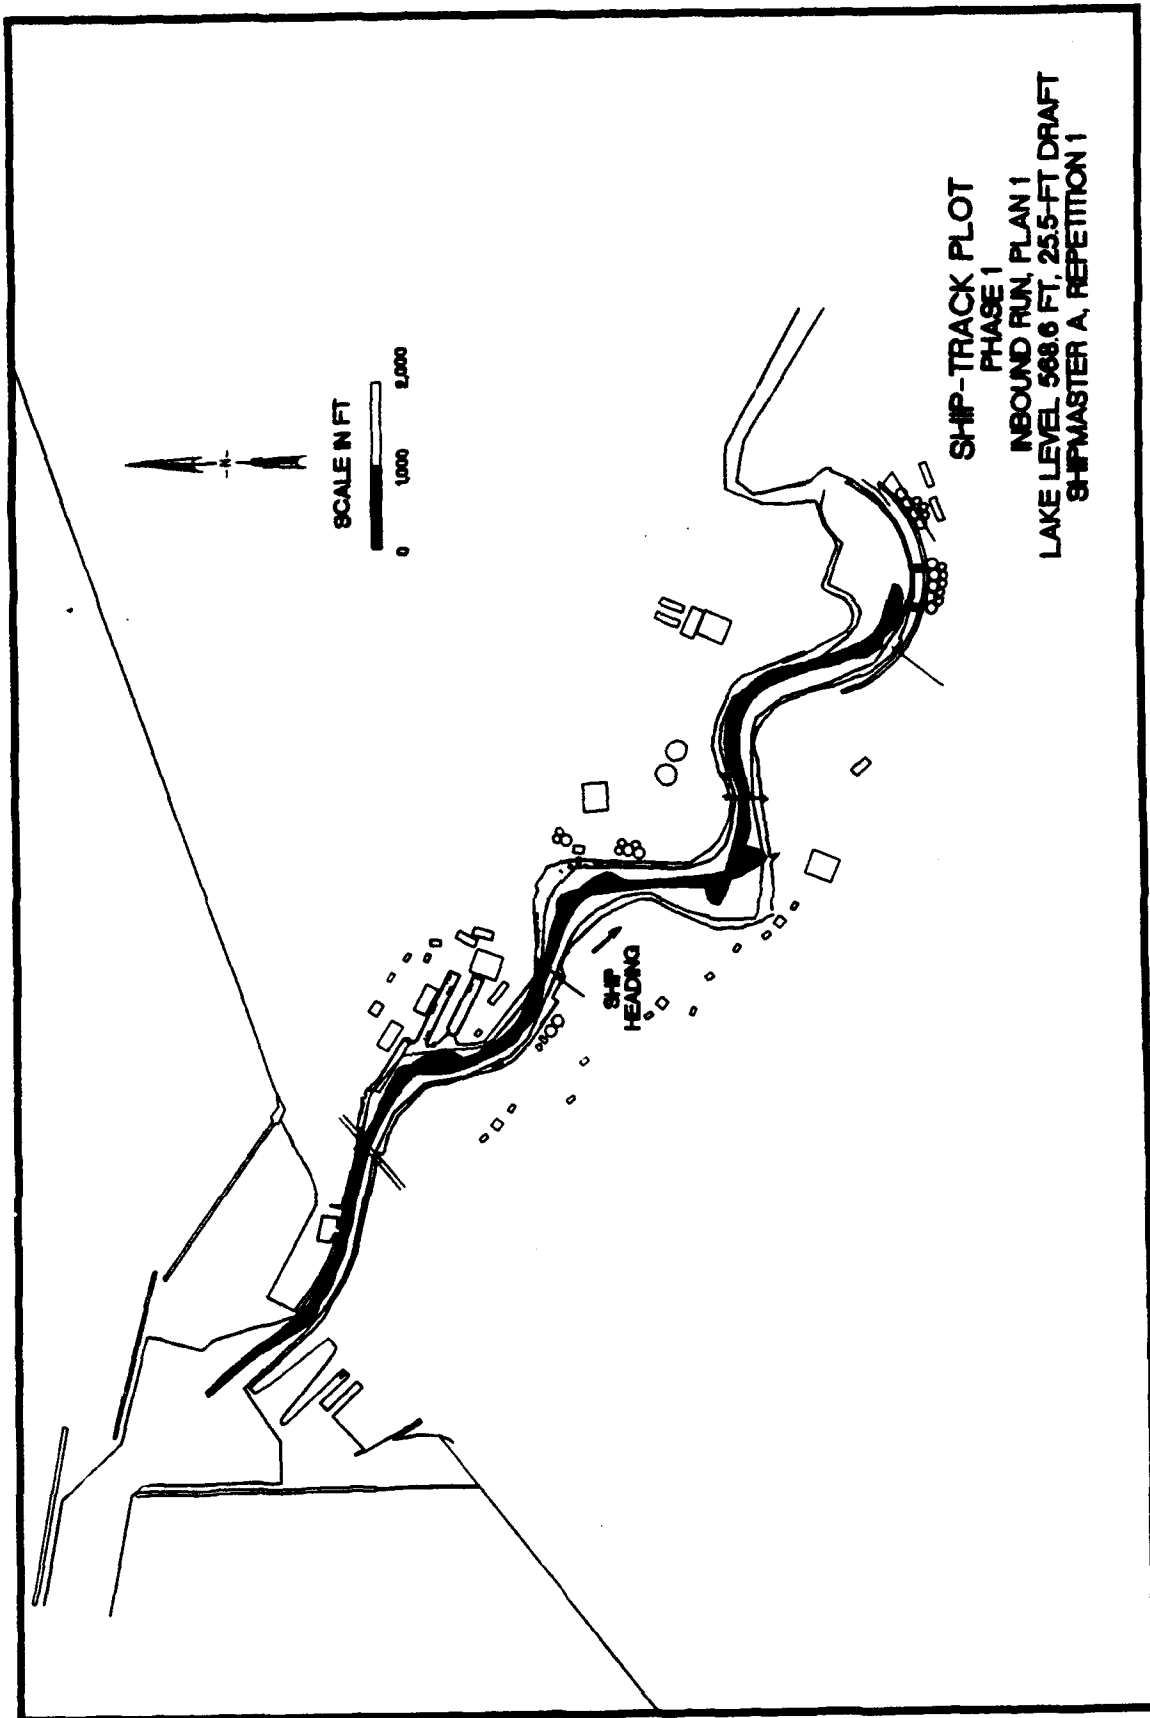 -N-
SCALE IN FT
0 1,000 2,000
SHIP
HEADING
SHIP-TRACK PLOT
PHASE 1
INBOUND RUN, PLAN 1
LAKE LEVEL 568.6 FT, 25.5-FT DRAFT
SHIPMASTER A, REPETITION 1